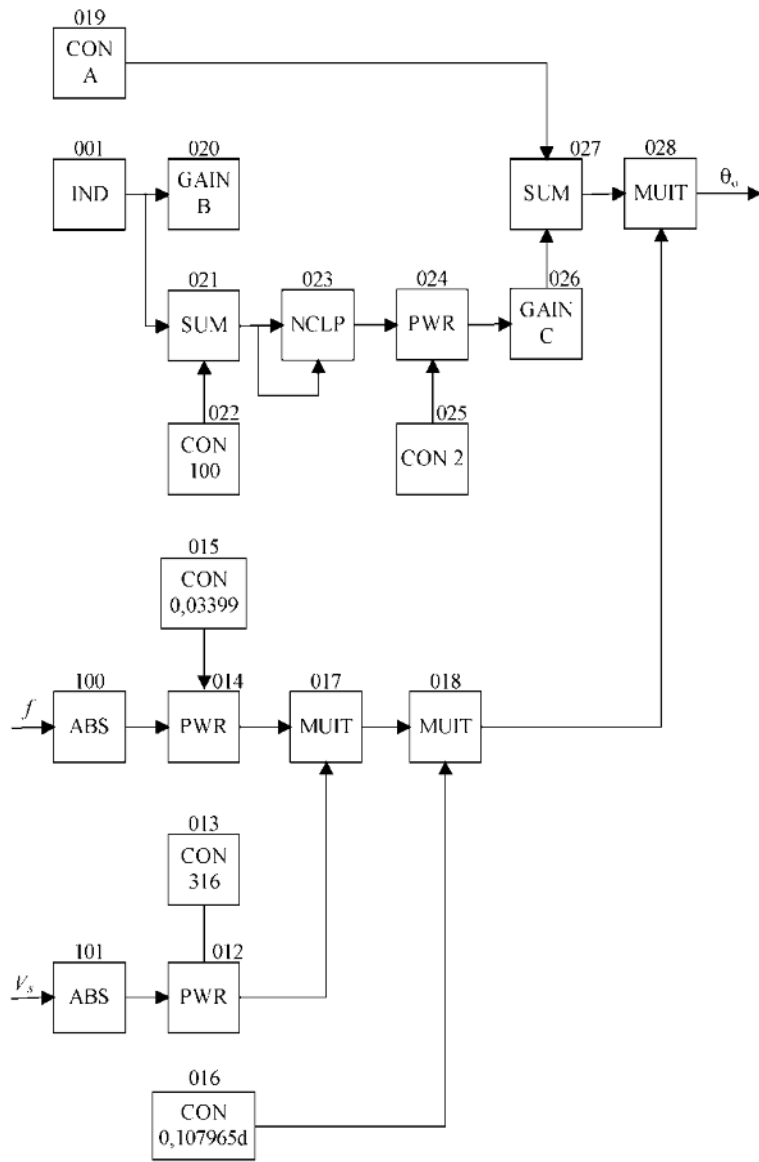 019
CON
A
001
IND
020
GAIN
B
027
SUM
028
MUIT
θᵤ
021
SUM
023
NCLP
024
PWR
026
GAIN
C
022
CON
100
025
CON 2
015
CON
0,03399
f
100
ABS
014
PWR
017
MUIT
018
MUIT
013
CON
316
Vs
101
ABS
012
PWR
016
CON
0,107965d